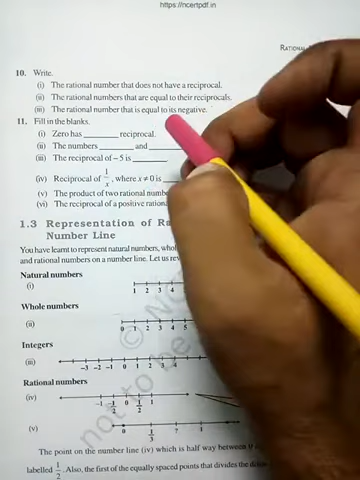 https://ncertpdf.in
RATIONAL
10. Write.
(i) The rational number that does not have a reciprocal.
(ii) The rational numbers that are equal to their reciprocals.
(iii) The rational number that is equal to its negative.
11. Fill in the blanks.
(i) Zero has ________ reciprocal.
(ii) The numbers ________ and ________
(iii) The reciprocal of – 5 is ________
(iv) Reciprocal of 1/x, where x ≠ 0 is
(v) The product of two rational
(vi) The reciprocal of a positive
1.3 Representation of
Number Line
You have learnt to represent natural numbers,
and rational numbers on a number line. Let us
Natural numbers
(i)
1 2 3 4
Whole numbers
(ii)
0 1 2 3 4 5
Integers
(iii)
–3 –2 –1 0 1 2 3 4
Rational numbers
(iv)
–1 –1/2 0 1/2 1
(v)
0 1/3
The point on the number line (iv) which is half way between
labelled 1/2. Also, the first of the equally spaced points that divides the
© NC
not to be